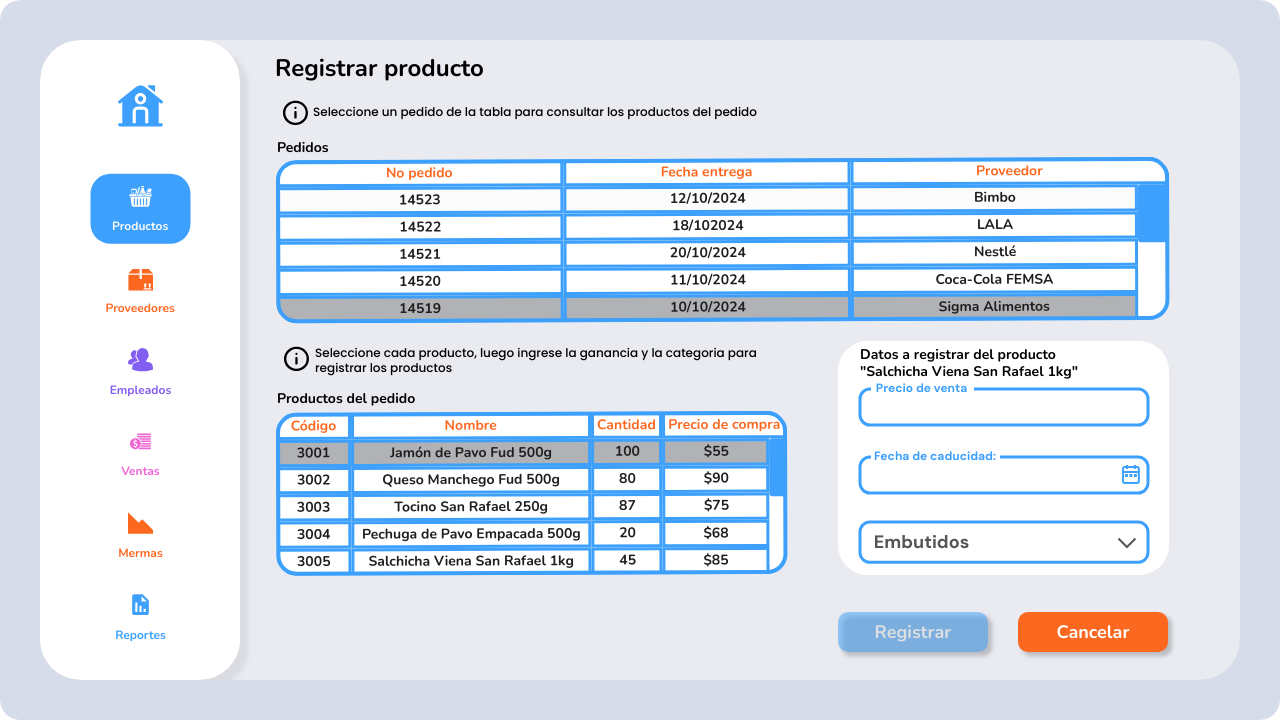 Registrar producto
Seleccione un pedido de la tabla para consultar los productos del pedido
Pedidos
No pedido Fecha entrega Proveedor
14523 12/10/2024 Bimbo
14522 18/102024 LALA
14521 20/10/2024 Nestlé
14520 11/10/2024 Coca-Cola FEMSA
14519 10/10/2024 Sigma Alimentos
Productos
Proveedores
Empleados
Ventas
Mermas
Reportes
Seleccione cada producto, luego ingrese la ganancia y la categoria para
registrar los productos
Productos del pedido
Código Nombre Cantidad Precio de compra
3001 Jamón de Pavo Fud 500g 100 $55
3002 Queso Manchego Fud 500g 80 $90
3003 Tocino San Rafael 250g 87 $75
3004 Pechuga de Pavo Empacada 500g 20 $68
3005 Salchicha Viena San Rafael 1kg 45 $85
Datos a registrar del producto
"Salchicha Viena San Rafael 1kg"
Precio de venta
Fecha de caducidad:
Embutidos
Registrar
Cancelar